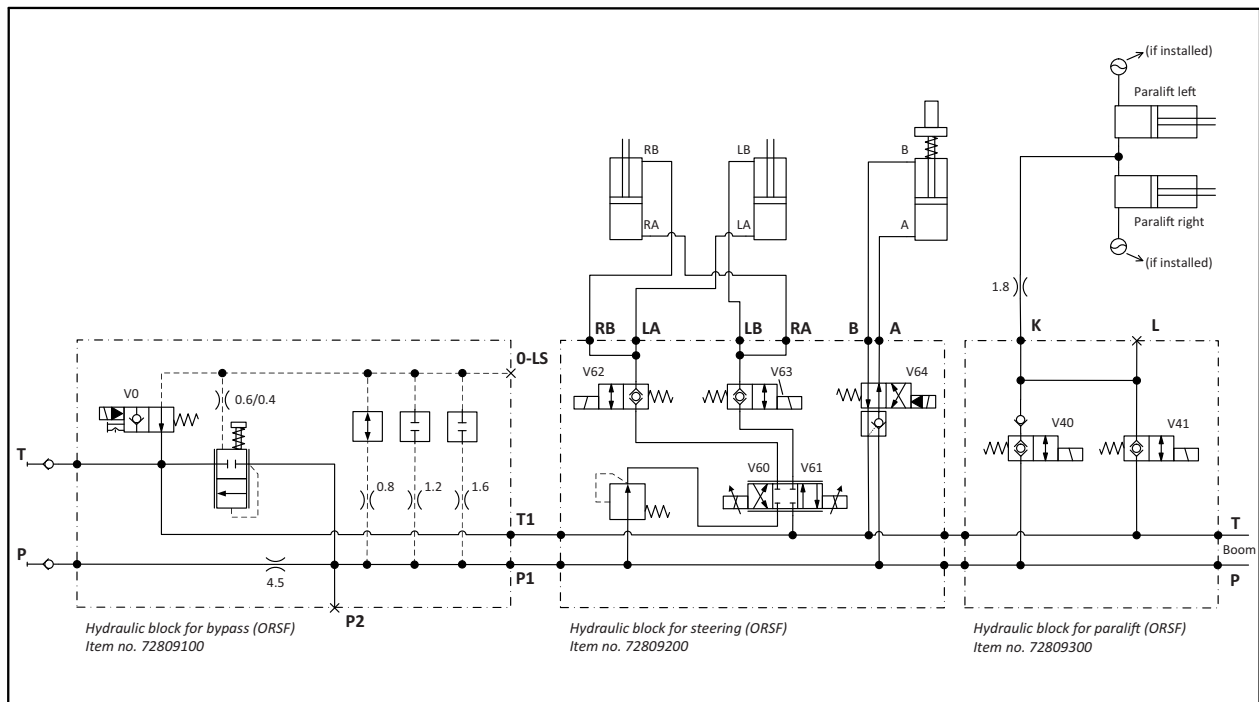 (if installed)
Paralift left
Paralift right
(if installed)
RB
LB
B
RA
LA
A
1.8
RB
LA
LB
RA
B
A
K
L
0-LS
V0
0.6/0.4
V62
V63
V64
V40
V41
T
V60
V61
0.8
1.2
1.6
T1
T
Boom
P
4.5
P1
P
P2
Hydraulic block for bypass (ORSF)
Item no. 72809100
Hydraulic block for steering (ORSF)
Item no. 72809200
Hydraulic block for paralift (ORSF)
Item no. 72809300